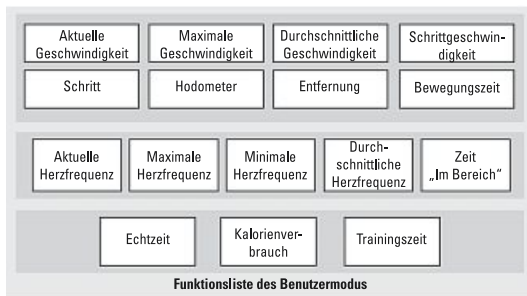 Aktuelle
Geschwindigkeit
Maximale
Geschwindigkeit
Durchschnittliche
Geschwindigkeit
Schrittgeschwin-
digkeit
Schritt
Hodometer
Entfernung
Bewegungszeit
Aktuelle
Herzfrequenz
Maximale
Herzfrequenz
Minimale
Herzfrequenz
Durch-
schnittliche
Herzfrequenz
Zeit
„Im Bereich“
Echtzeit
Kalorienver-
brauch
Trainingszeit
Funktionsliste des Benutzermodus